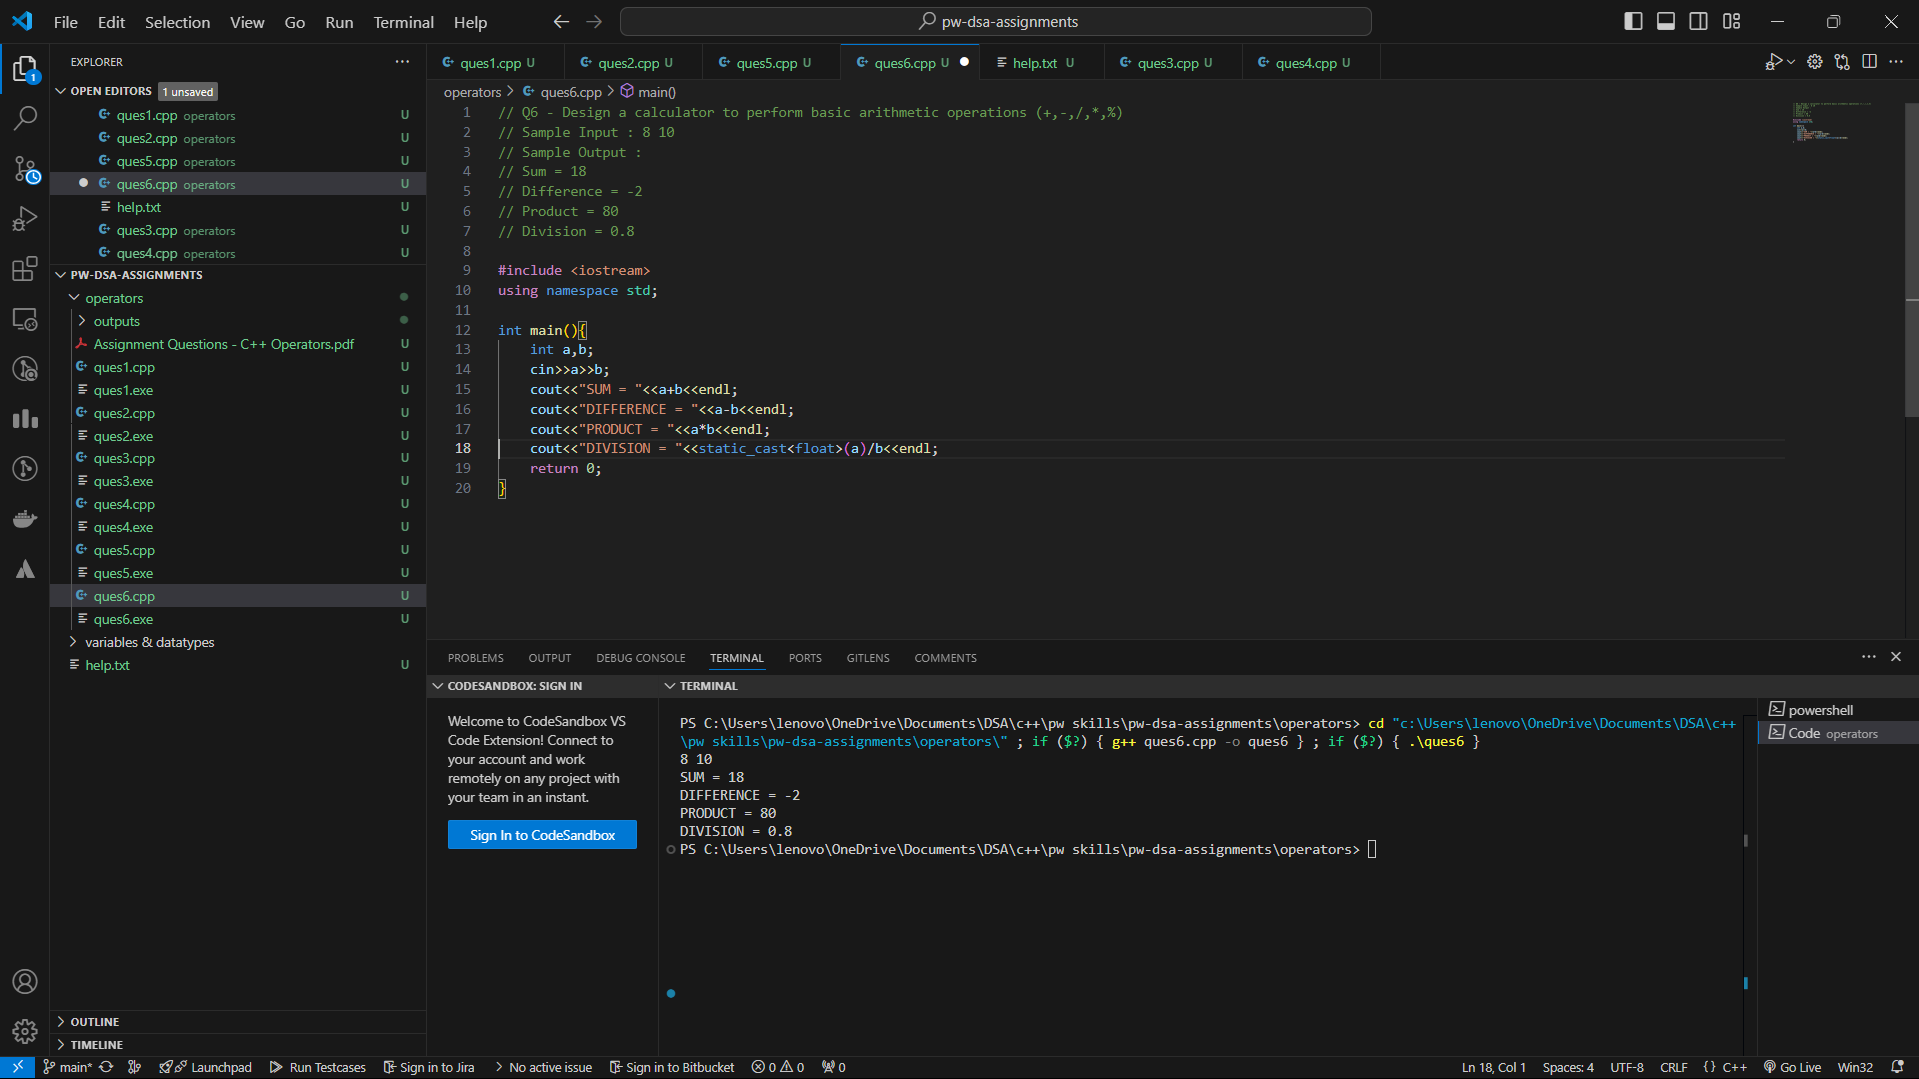 File Edit Selection View Go Run Terminal Help
pw-dsa-assignments
EXPLORER
OPEN EDITORS 1 unsaved
ques1.cpp operators U
ques2.cpp operators U
ques5.cpp operators U
ques6.cpp operators U
help.txt U
ques3.cpp operators U
ques4.cpp operators U
PW-DSA-ASSIGNMENTS
operators
outputs
Assignment Questions - C++ Operators.pdf U
ques1.cpp U
ques1.exe U
ques2.cpp U
ques2.exe U
ques3.cpp U
ques3.exe U
ques4.cpp U
ques4.exe U
ques5.cpp U
ques5.exe U
ques6.cpp U
ques6.exe U
variables & datatypes
help.txt U
OUTLINE
TIMELINE
ques1.cpp U ques2.cpp U ques5.cpp U ques6.cpp U help.txt U ques3.cpp U ques4.cpp U
operators > ques6.cpp > main()
1 // Q6 - Design a calculator to perform basic arithmetic operations (+,-,/,*,%)
2 // Sample Input : 8 10
3 // Sample Output :
4 // Sum = 18
5 // Difference = -2
6 // Product = 80
7 // Division = 0.8
8
9 #include <iostream>
10 using namespace std;
11
12 int main(){
13 int a,b;
14 cin>>a>>b;
15 cout<<"SUM = "<<a+b<<endl;
16 cout<<"DIFFERENCE = "<<a-b<<endl;
17 cout<<"PRODUCT = "<<a*b<<endl;
18 cout<<"DIVISION = "<<static_cast<float>(a)/b<<endl;
19 return 0;
20 }
PROBLEMS OUTPUT DEBUG CONSOLE TERMINAL PORTS GITLENS COMMENTS
CODESANDBOX: SIGN IN
Welcome to CodeSandbox VS
Code Extension! Connect to
your account and work
remotely on any project with
your team in an instant.
Sign In to CodeSandbox
TERMINAL
PS C:\Users\lenovo\OneDrive\Documents\DSA\c++\pw skills\pw-dsa-assignments\operators> cd "c:\Users\lenovo\OneDrive\Documents\DSA\c++
\pw skills\pw-dsa-assignments\operators\" ; if ($?) { g++ ques6.cpp -o ques6 } ; if ($?) { .\ques6 }
8 10
SUM = 18
DIFFERENCE = -2
PRODUCT = 80
DIVISION = 0.8
PS C:\Users\lenovo\OneDrive\Documents\DSA\c++\pw skills\pw-dsa-assignments\operators>
powershell
Code operators
1
main* Launchpad Run Testcases Sign in to Jira No active issue Sign in to Bitbucket 0 0 0 Ln 18, Col 1 Spaces: 4 UTF-8 CRLF {} C++ Go Live Win32